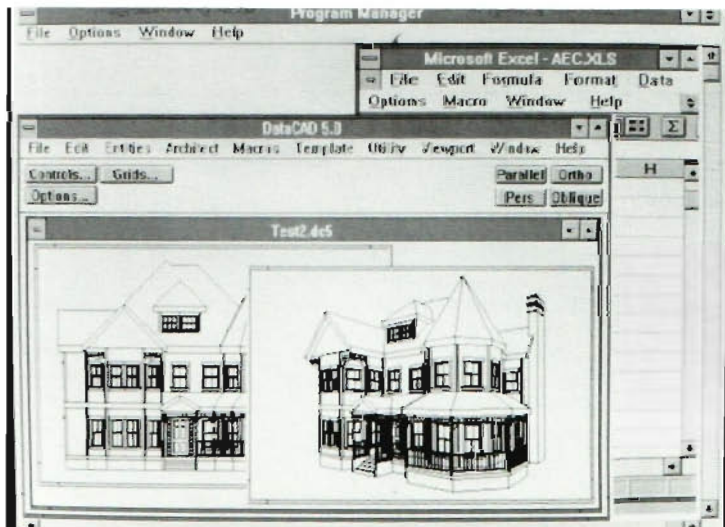 Program Manager
File Options Window Help
Microsoft Excel - AEC.XLS
File Edit Formula Format Data
Options Macro Window Help
DataCAD 5.0
File Edit Entities Architect Macros Template Utility Viewport Window Help
Controls... Grids... Parallel Ortho
Options... Pers Oblique
Σ
H
Test2.dc5